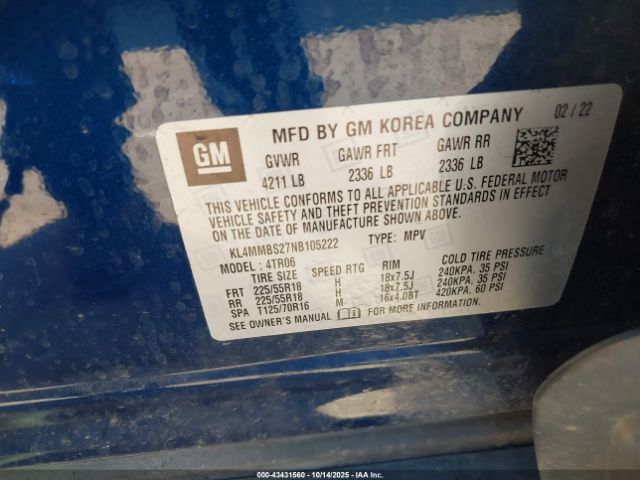 GM
MFD BY GM KOREA COMPANY 02 / 22
GVWR GAWR FRT GAWR RR
4211 LB 2336 LB 2336 LB
THIS VEHICLE CONFORMS TO ALL APPLICABLE U.S. FEDERAL MOTOR
VEHICLE SAFETY AND THEFT PREVENTION STANDARDS IN EFFECT
ON THE DATE OF MANUFACTURE SHOWN ABOVE.
KL4MMBS27NB105222 TYPE: MPV
MODEL : 4TR06
TIRE SIZE SPEED RTG RIM COLD TIRE PRESSURE
FRT 225/55R18 H 18x7.5J 240KPA, 35 PSI
RR 225/55R18 H 18x7.5J 240KPA, 35 PSI
SPA T125/70R16 M 16x4.0BT 420KPA, 60 PSI
SEE OWNER'S MANUAL FOR MORE INFORMATION.
000-43431560 - 10/14/2025 - IAAI, Inc.